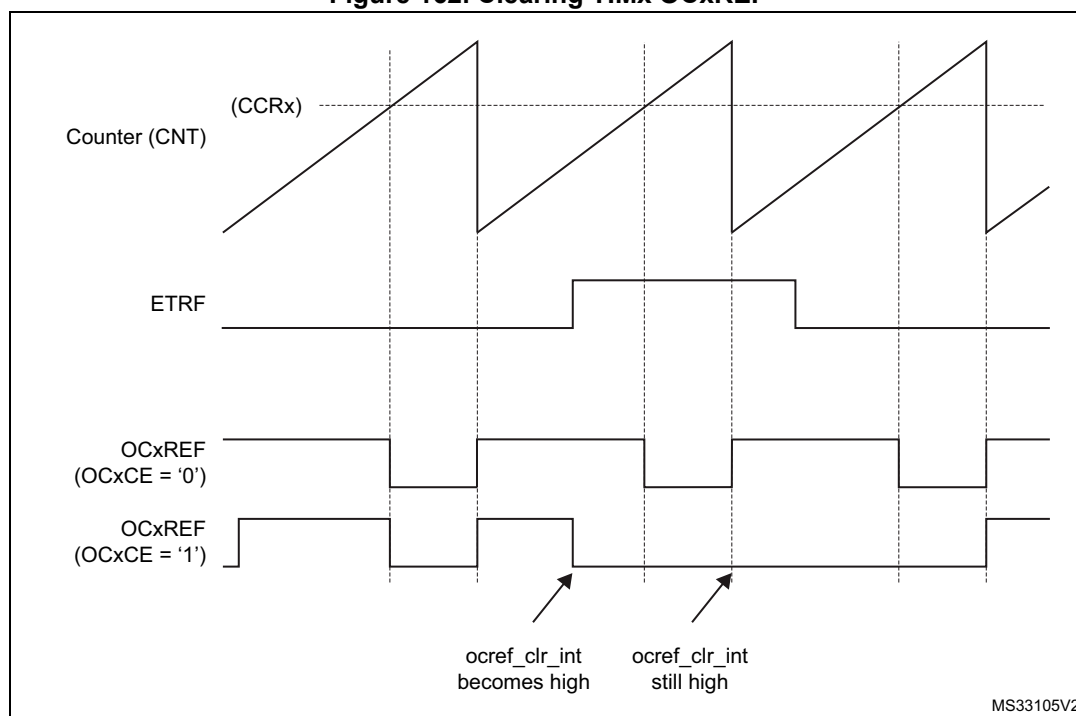 Figure 162. Clearing TIMx OCxREF
(CCRx)
Counter (CNT)
ETRF
OCxREF
(OCxCE = ‘0’)
OCxREF
(OCxCE = ‘1’)
ocref_clr_int
becomes high
ocref_clr_int
still high
MS33105V2